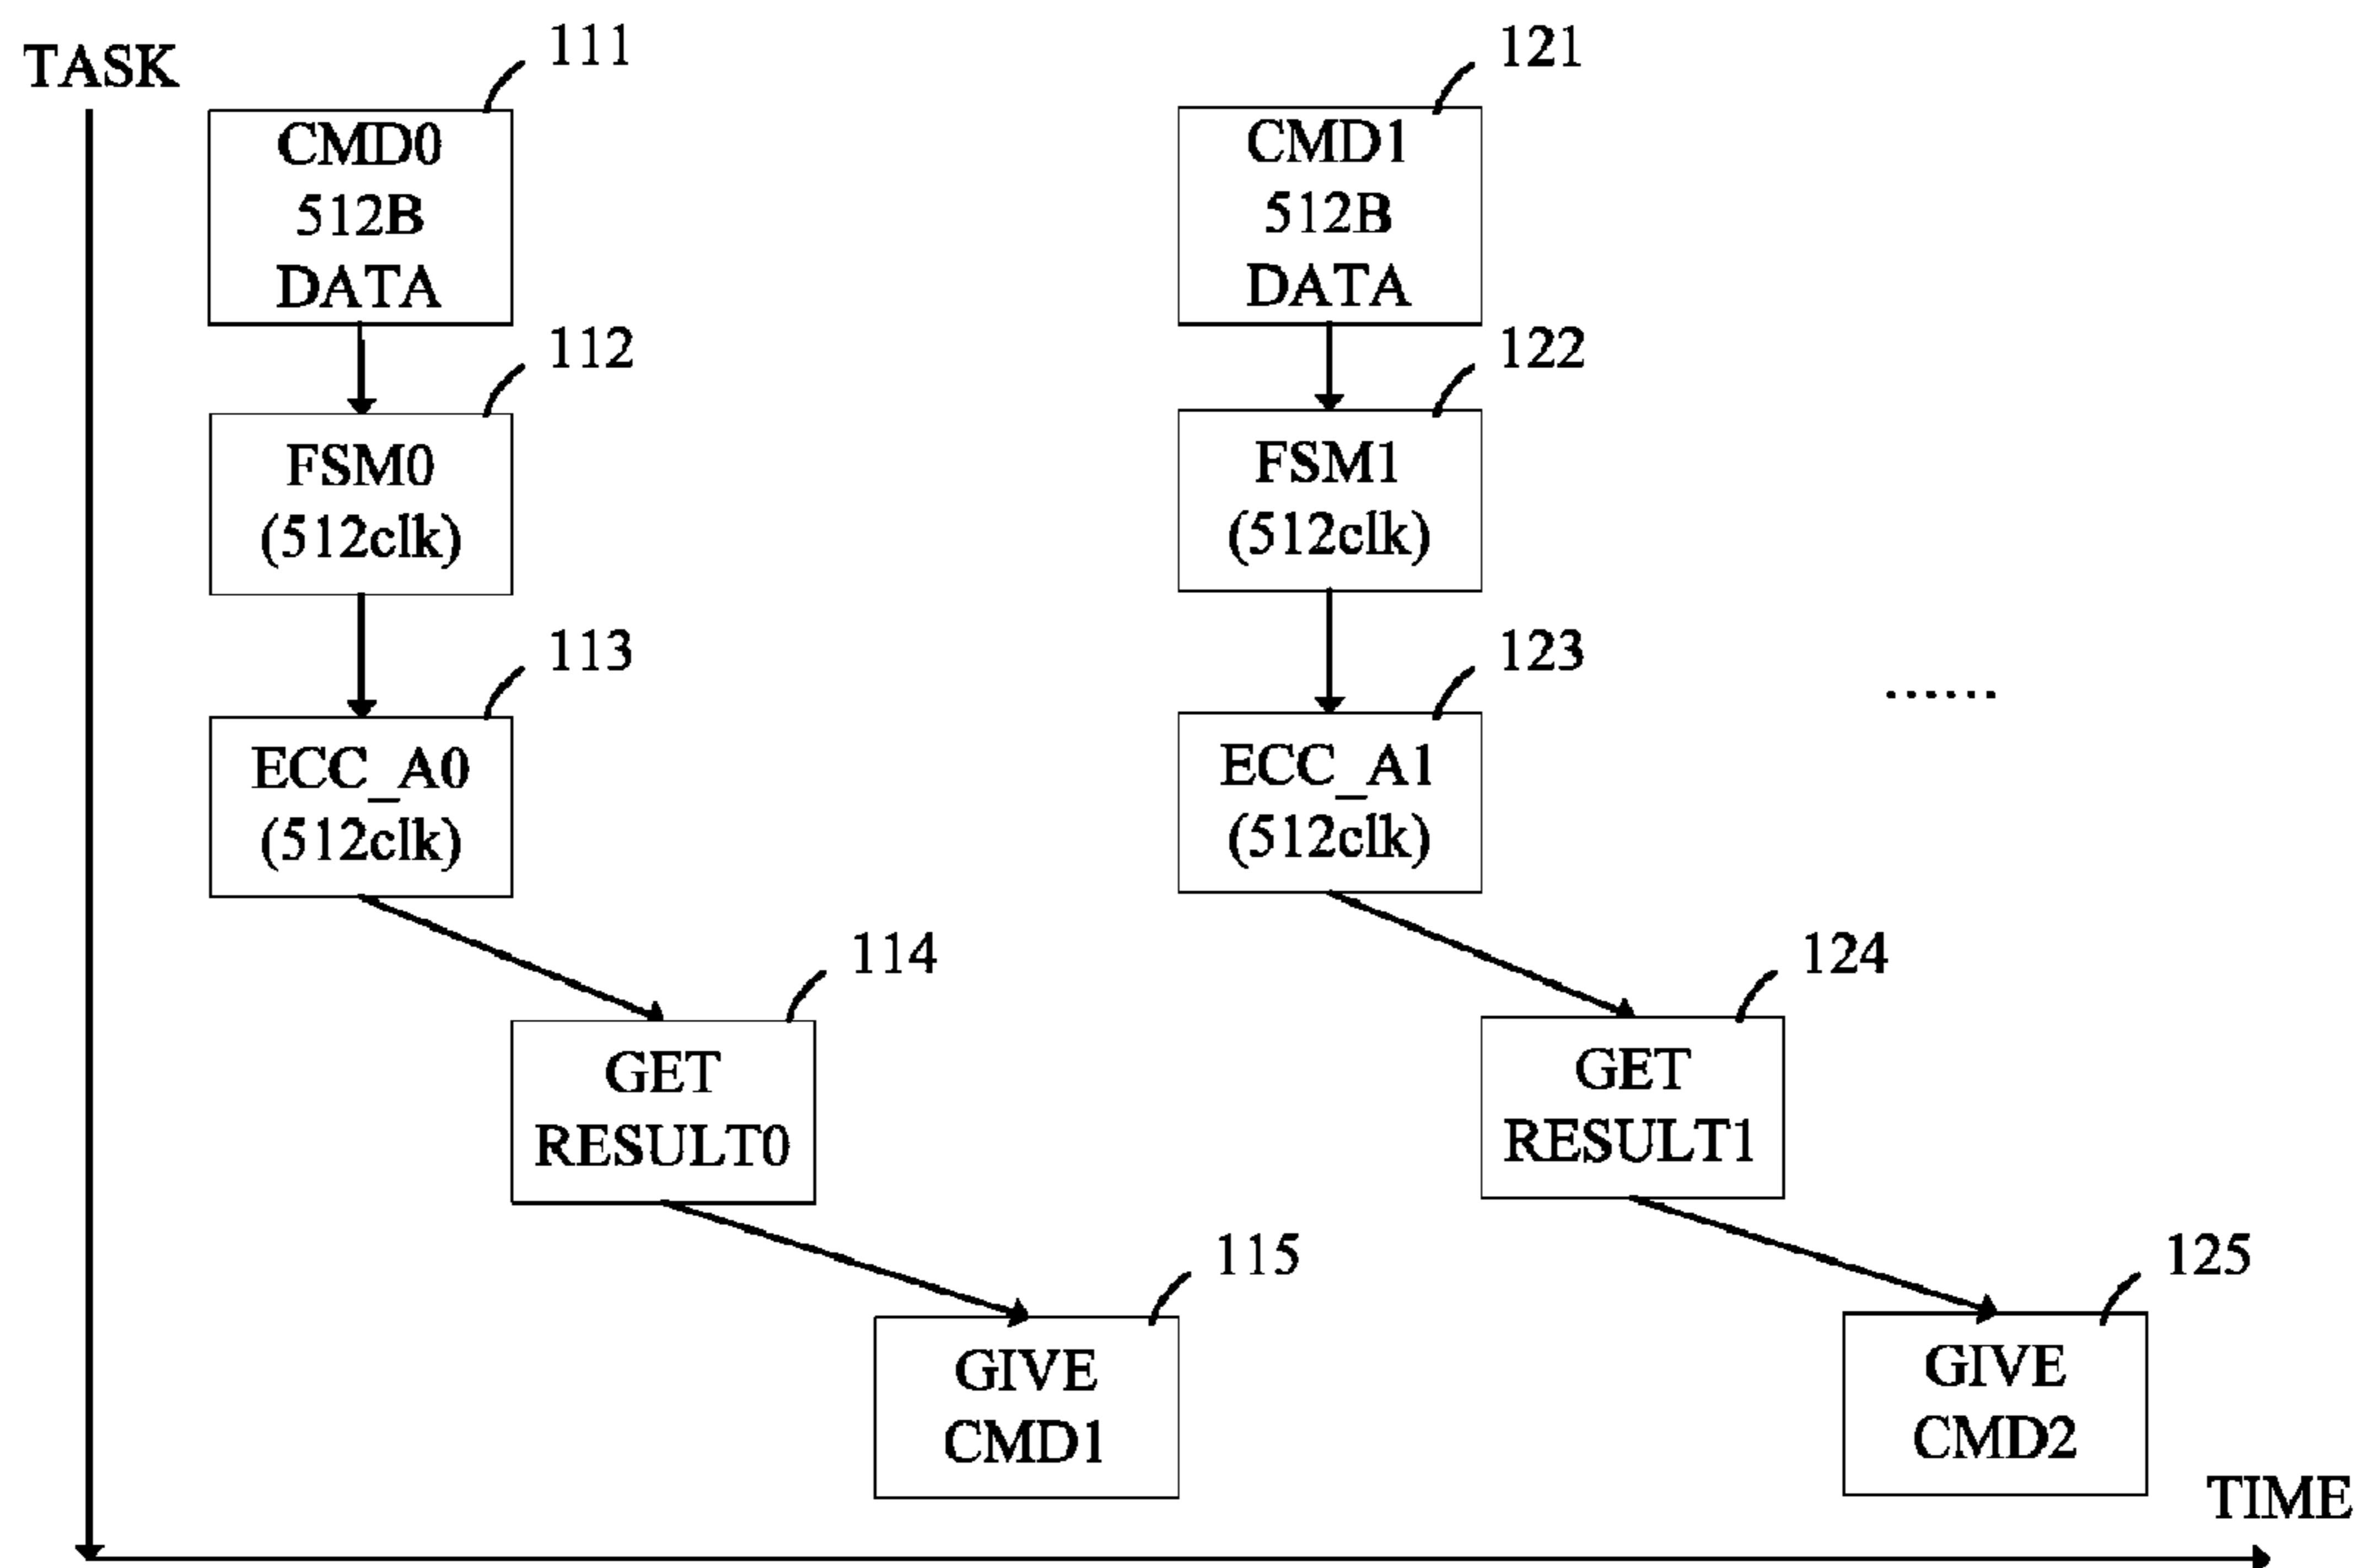 TASK
111
CMD0
512B
DATA
112
FSM0
(512clk)
113
ECC_A0
(512clk)
114
GET
RESULT0
115
GIVE
CMD1
121
CMD1
512B
DATA
122
FSM1
(512clk)
123
ECC_A1
(512clk)
124
GET
RESULT1
125
GIVE
CMD2
......
TIME